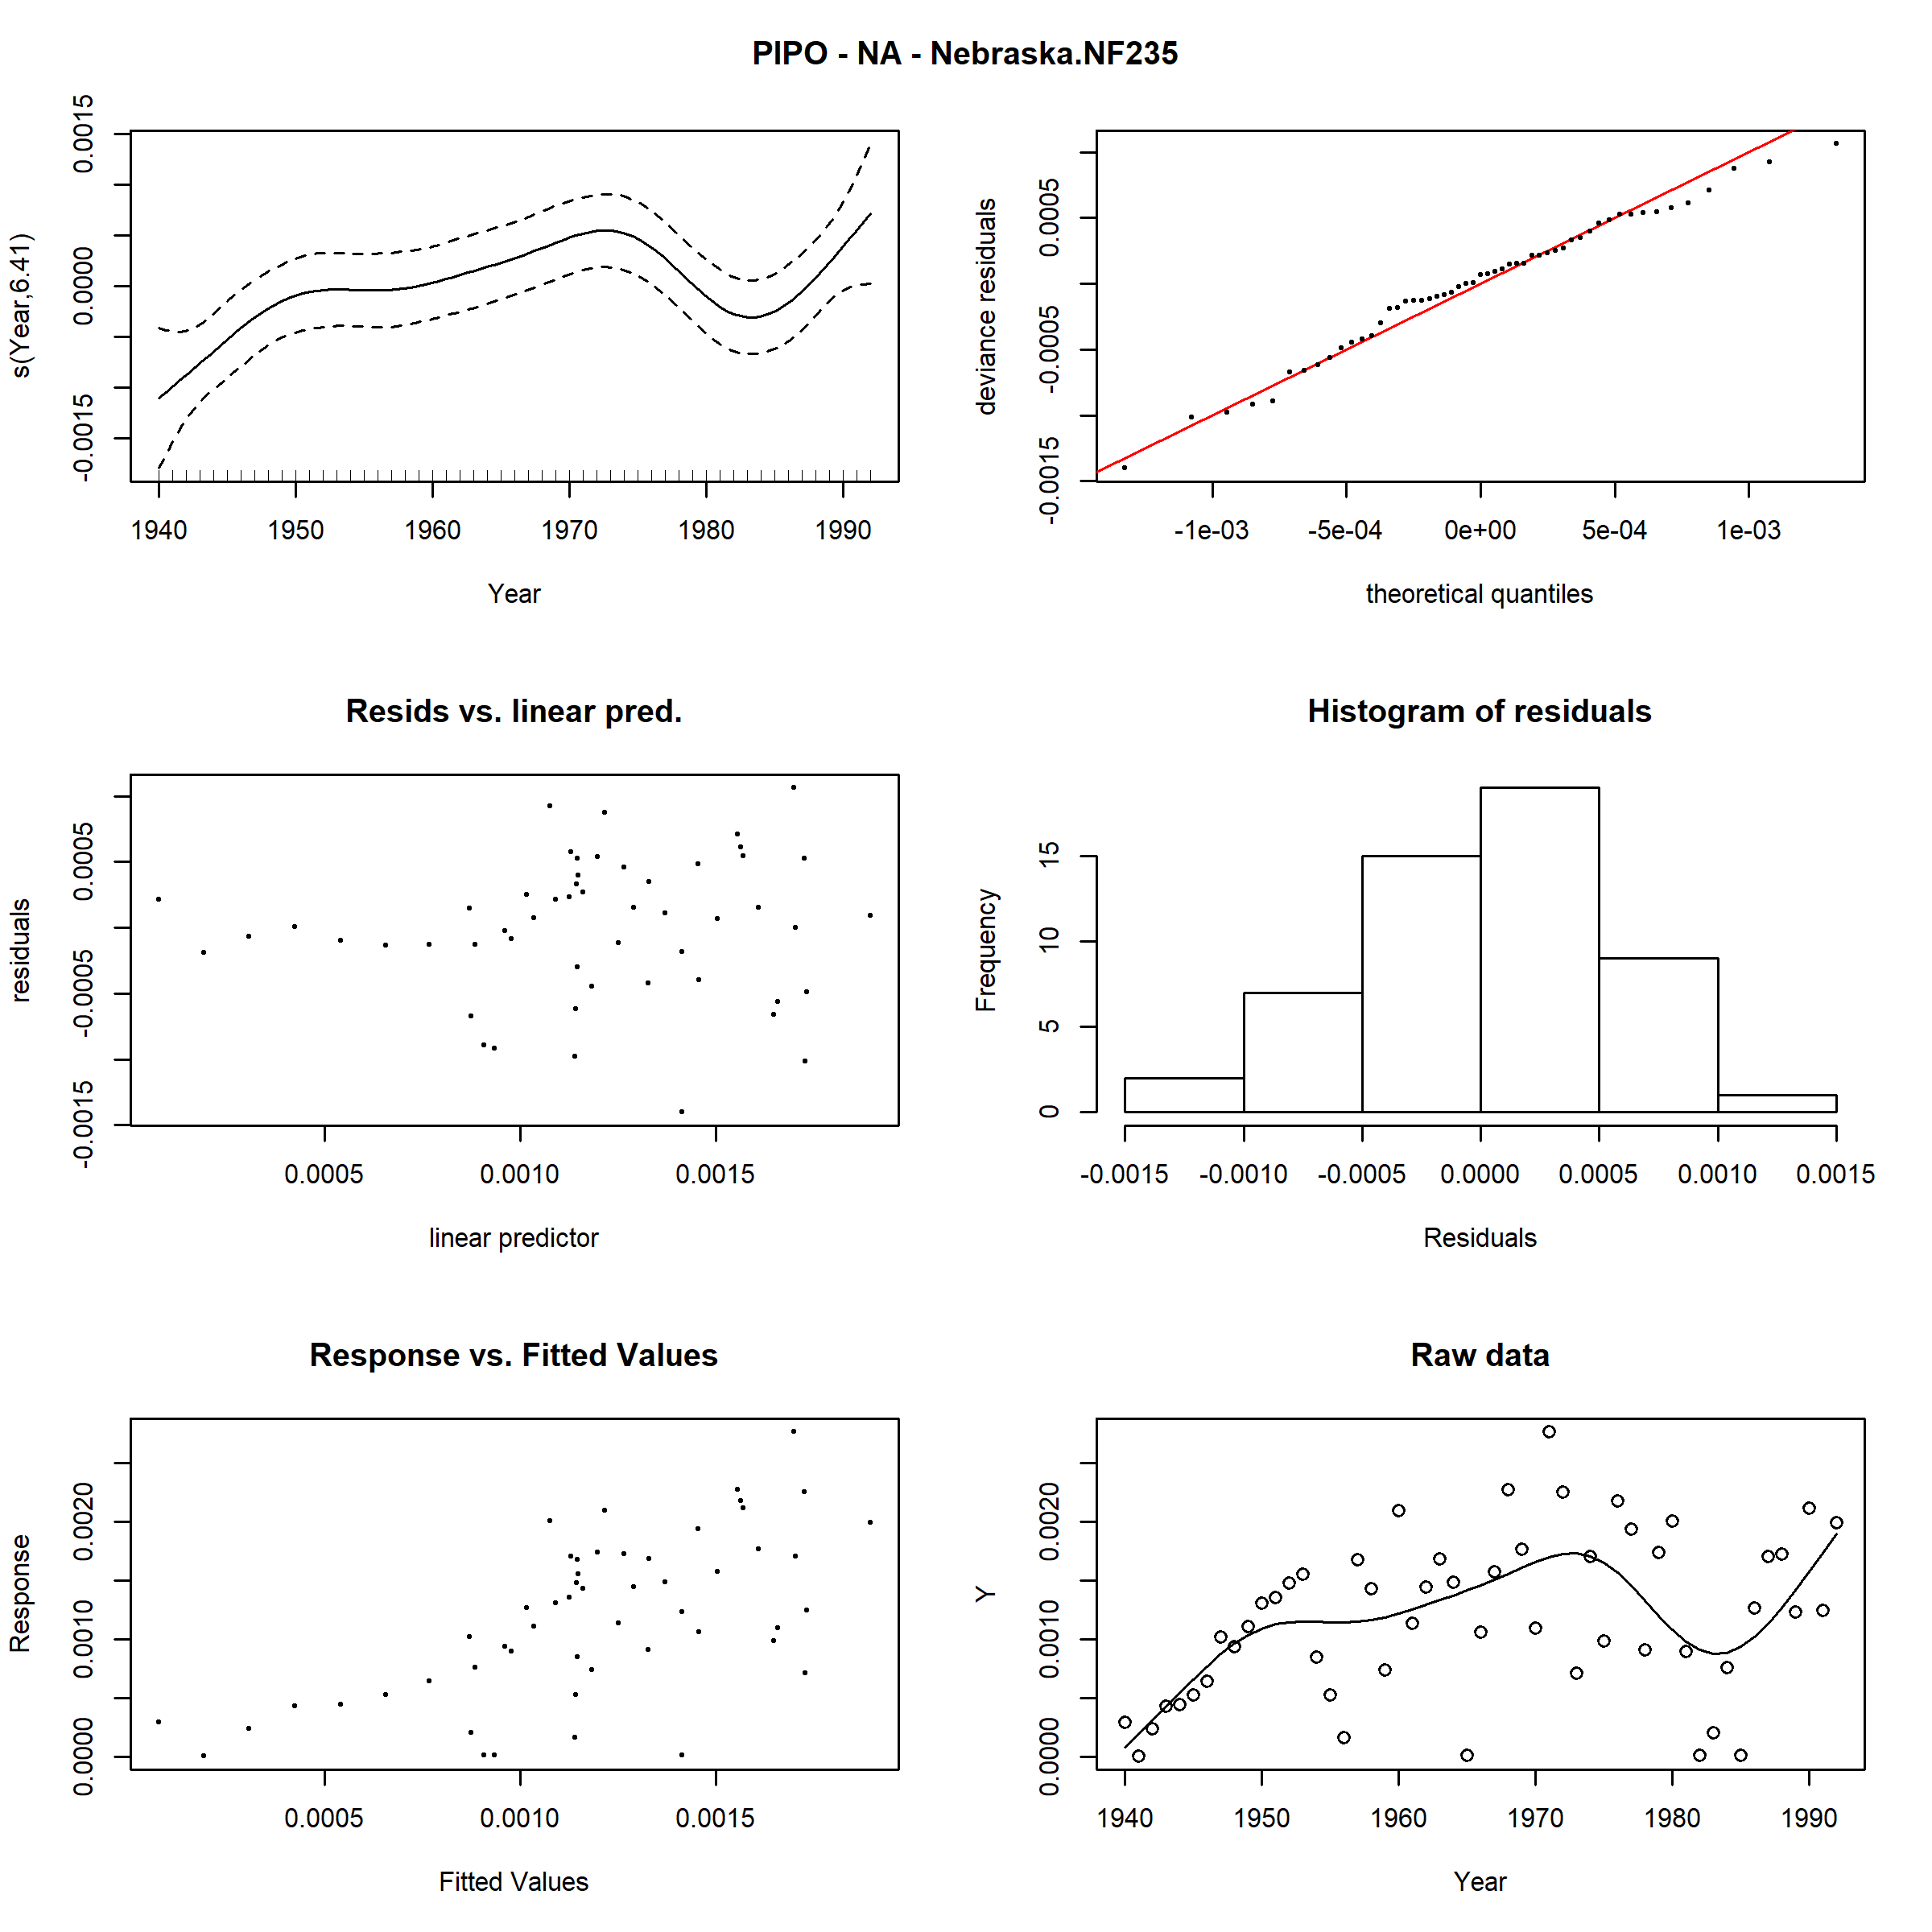 PIPO - NA - Nebraska.NF235
s(Year,6.41)
-0.0015 0.0000 0.0015
1940 1950 1960 1970 1980 1990
Year
deviance residuals
-0.0015 -0.0005 0.0005
-1e-03 -5e-04 0e+00 5e-04 1e-03
theoretical quantiles
Resids vs. linear pred.
residuals
-0.0015 -0.0005 0.0005
0.0005 0.0010 0.0015
linear predictor
Histogram of residuals
Frequency
0 5 10 15
-0.0015 -0.0010 -0.0005 0.0000 0.0005 0.0010 0.0015
Residuals
Response vs. Fitted Values
Response
0.0000 0.0010 0.0020
0.0005 0.0010 0.0015
Fitted Values
Raw data
Y
0.0000 0.0010 0.0020
1940 1950 1960 1970 1980 1990
Year